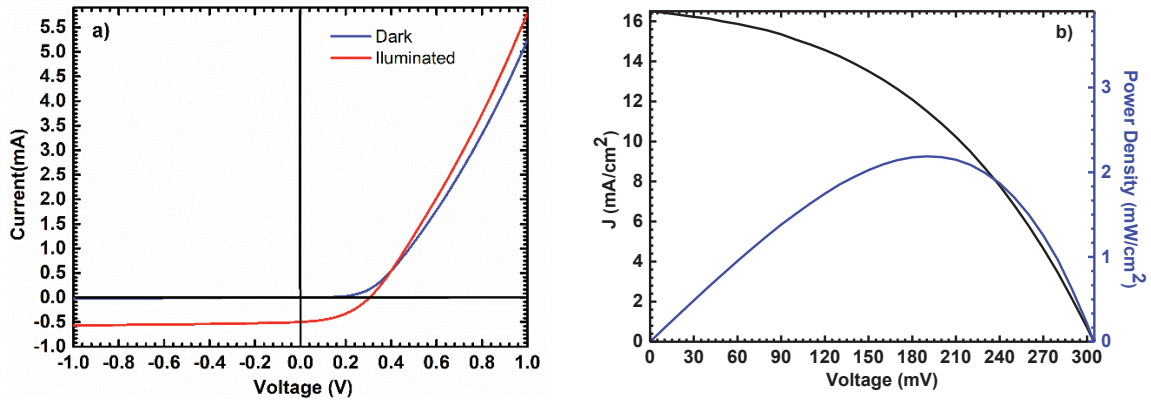 a)
Dark
Iluminated
5.5
5.0
4.5
4.0
3.5
3.0
2.5
2.0
1.5
1.0
0.5
0.0
-0.5
-1.0
Current(mA)
-1.0 -0.8 -0.6 -0.4 -0.2 0.0 0.2 0.4 0.6 0.8 1.0
Voltage (V)
b)
16
14
12
10
8
6
4
2
0
J (mA/cm²)
3
2
1
0
Power Density (mW/cm²)
0 30 60 90 120 150 180 210 240 270 300
Voltage (mV)